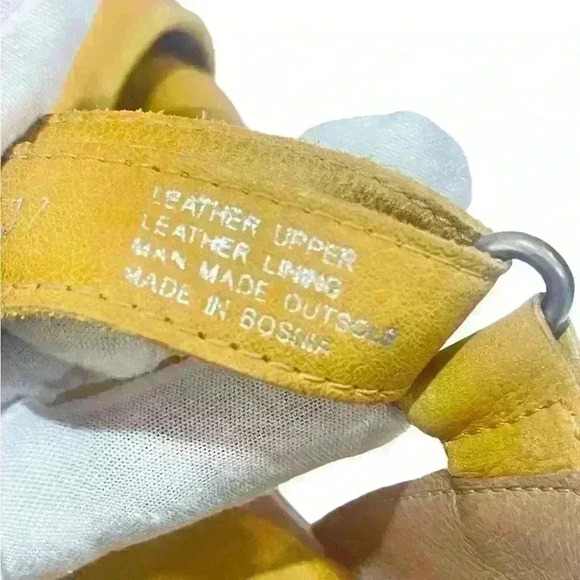 LEATHER UPPER
LEATHER LINING
MAN MADE OUTSOLE
MADE IN BOSNIA